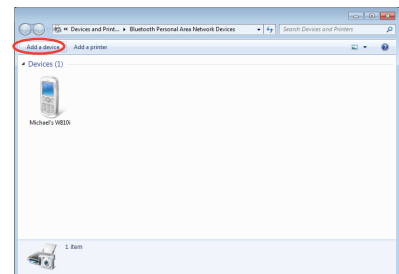 « Devices and Print... ▸ Bluetooth Personal Area Network Devices
Search Devices and Printers
Add a device
Add a printer
Devices (1)
Michael's W810i
1 item